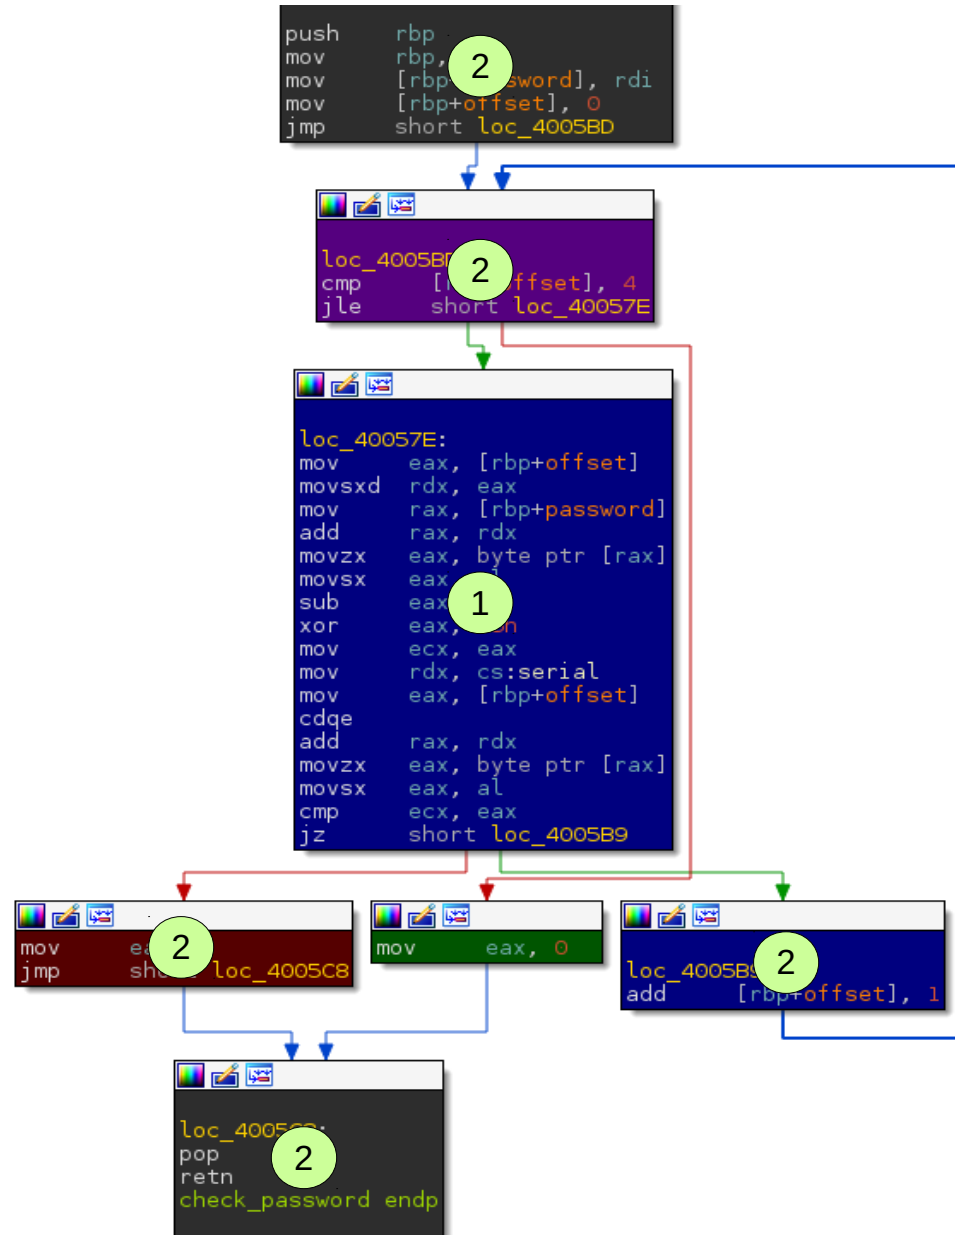 push rbp
mov rbp,
mov [rbp+ sword], rdi
mov [rbp+offset], 0
jmp short loc_4005BD
2
loc_4005B
cmp [r ffset], 4
jle short loc_40057E
2
loc_40057E:
mov eax, [rbp+offset]
movsxd rdx, eax
mov rax, [rbp+password]
add rax, rdx
movzx eax, byte ptr [rax]
movsx eax
sub eax
xor eax,
1
mov ecx, eax
mov rdx, cs:serial
mov eax, [rbp+offset]
cdqe
add rax, rdx
movzx eax, byte ptr [rax]
movsx eax, al
cmp ecx, eax
jz short loc_4005B9
mov
jmp loc_4005C8
2
mov eax, 0
loc_4005B9
add [rbp+offset], 1
2
loc_4005
pop
retn
check_password endp
2